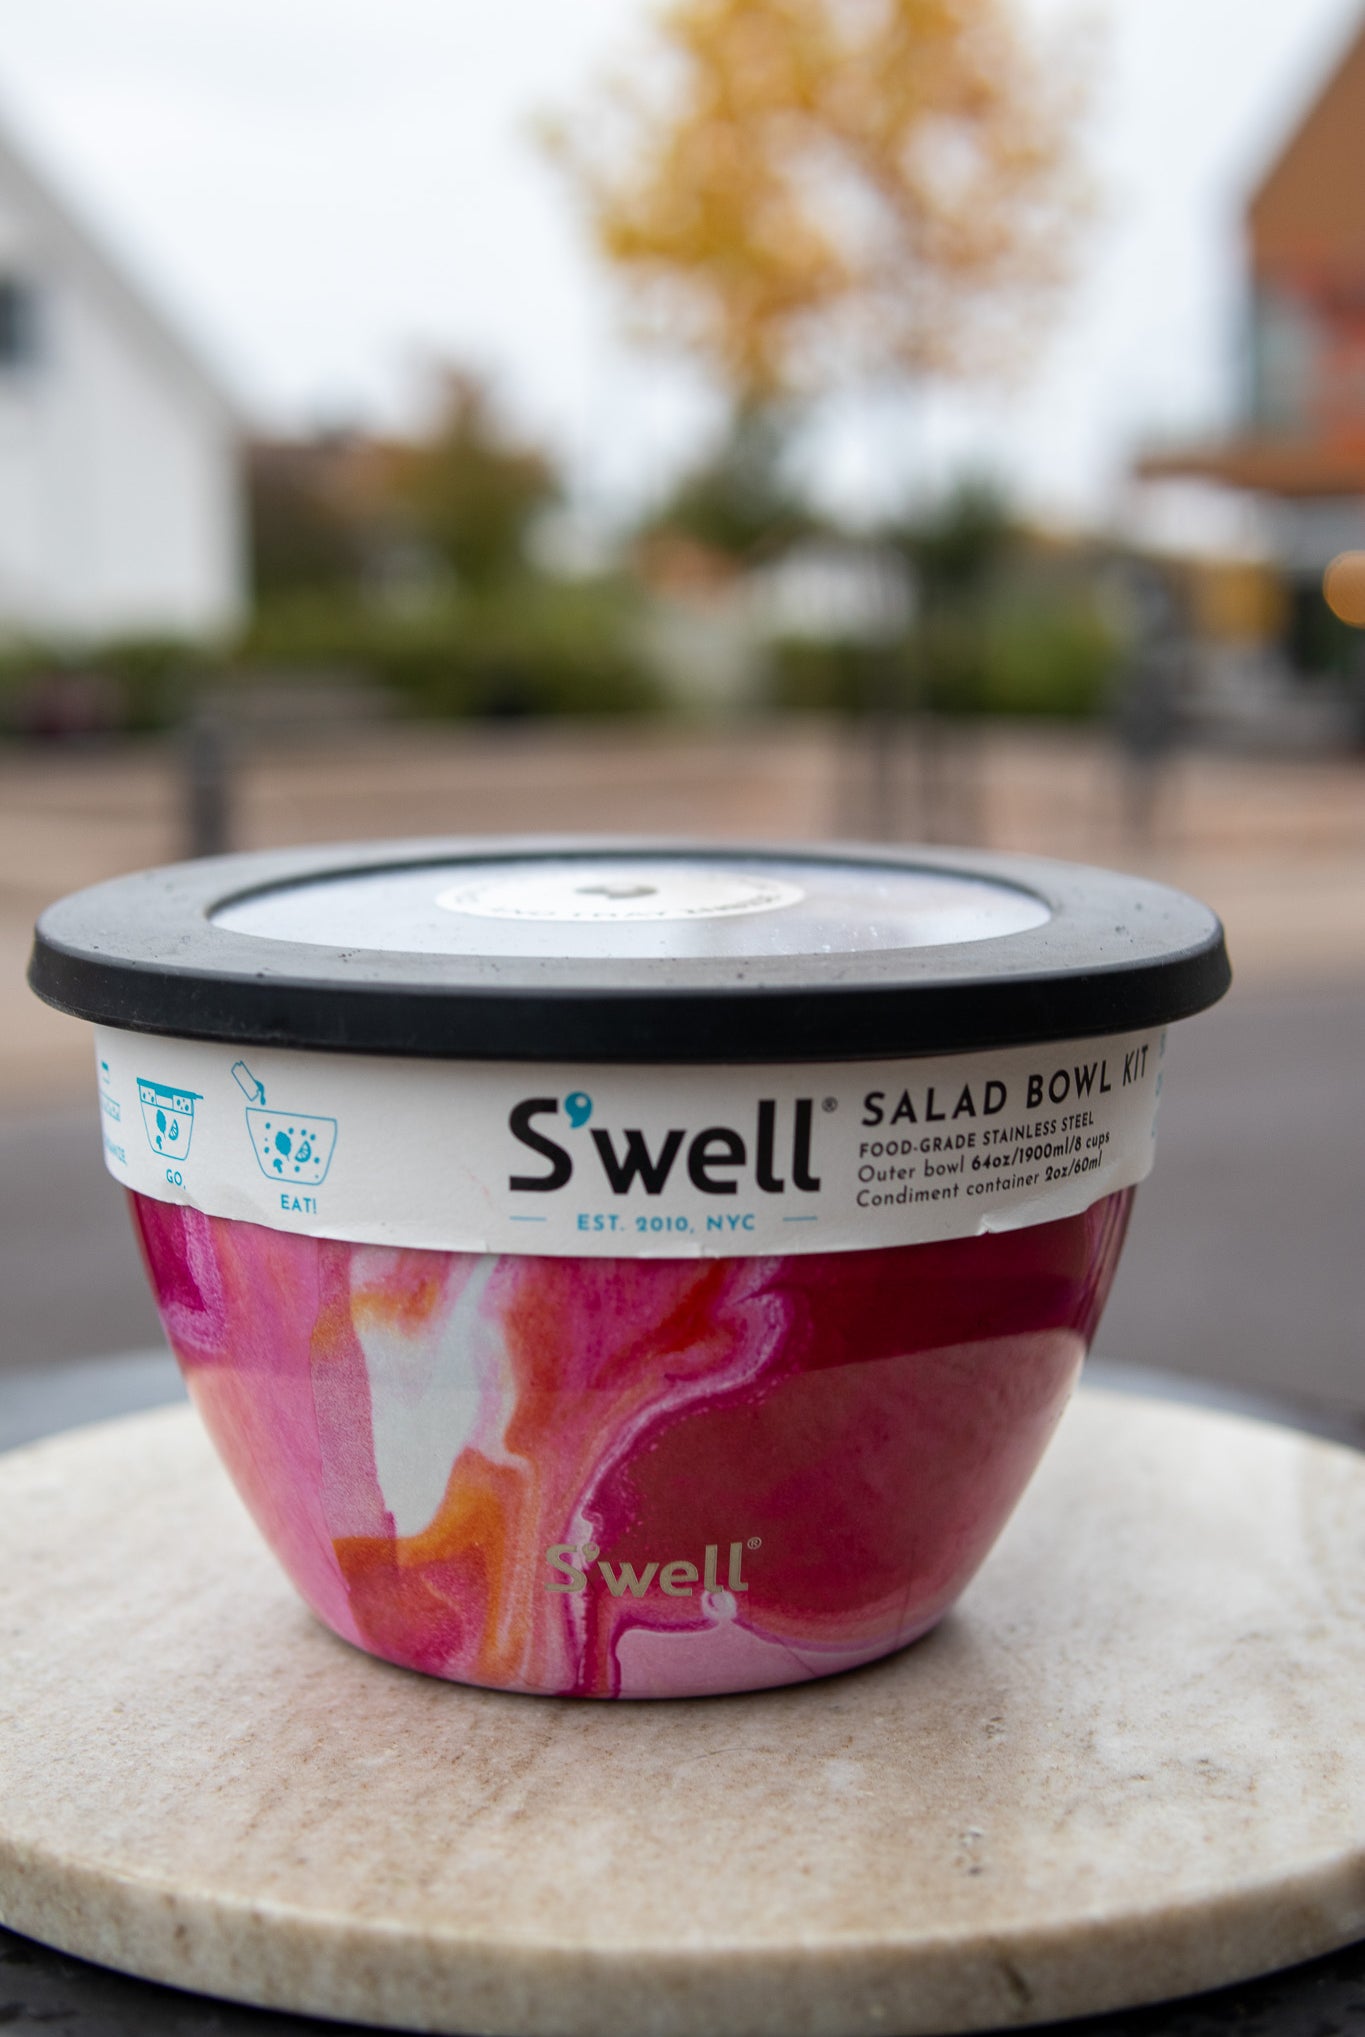 S'well®
EST. 2010, NYC
SALAD BOWL KIT
FOOD-GRADE STAINLESS STEEL
Outer bowl 64oz/1900ml/8 cups
Condiment container 2oz/60ml
GO,
EAT!
S'well®